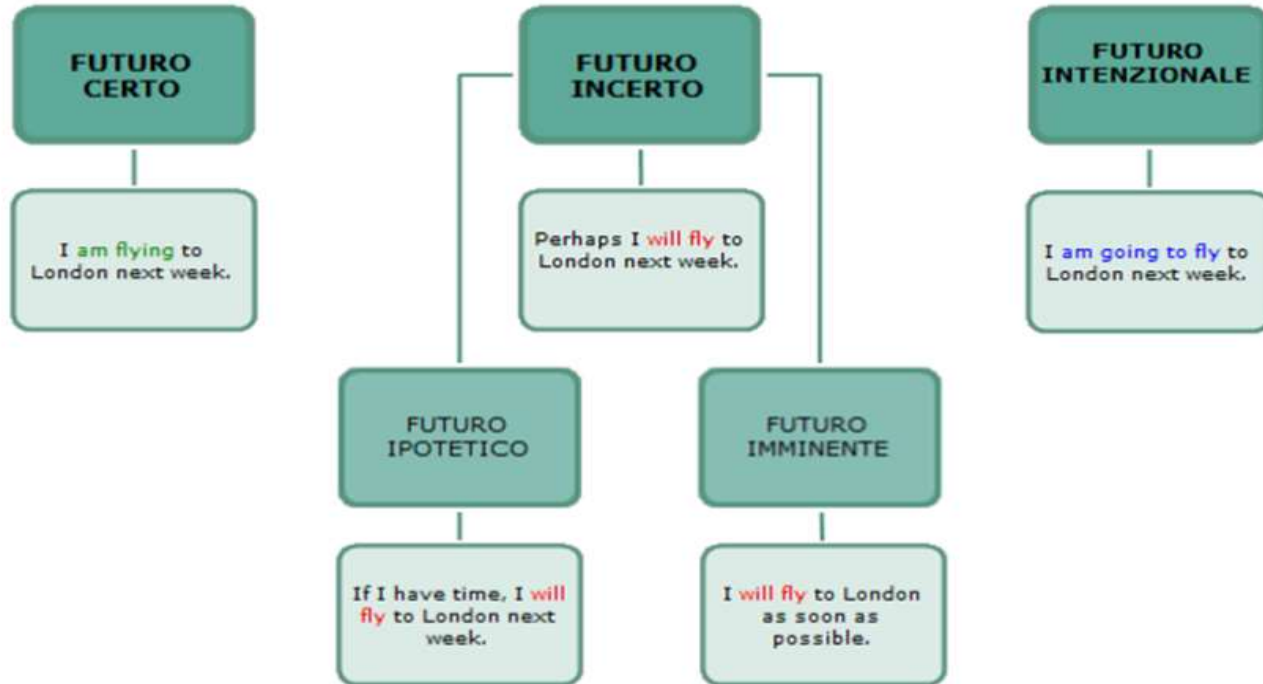 FUTURO
CERTO
I am flying to
London next week.
FUTURO
INCERTO
Perhaps I will fly to
London next week.
FUTURO
IPOTETICO
If I have time, I will
fly to London next
week.
FUTURO
IMMINENTE
I will fly to London
as soon as
possible.
FUTURO
INTENZIONALE
I am going to fly to
London next week.